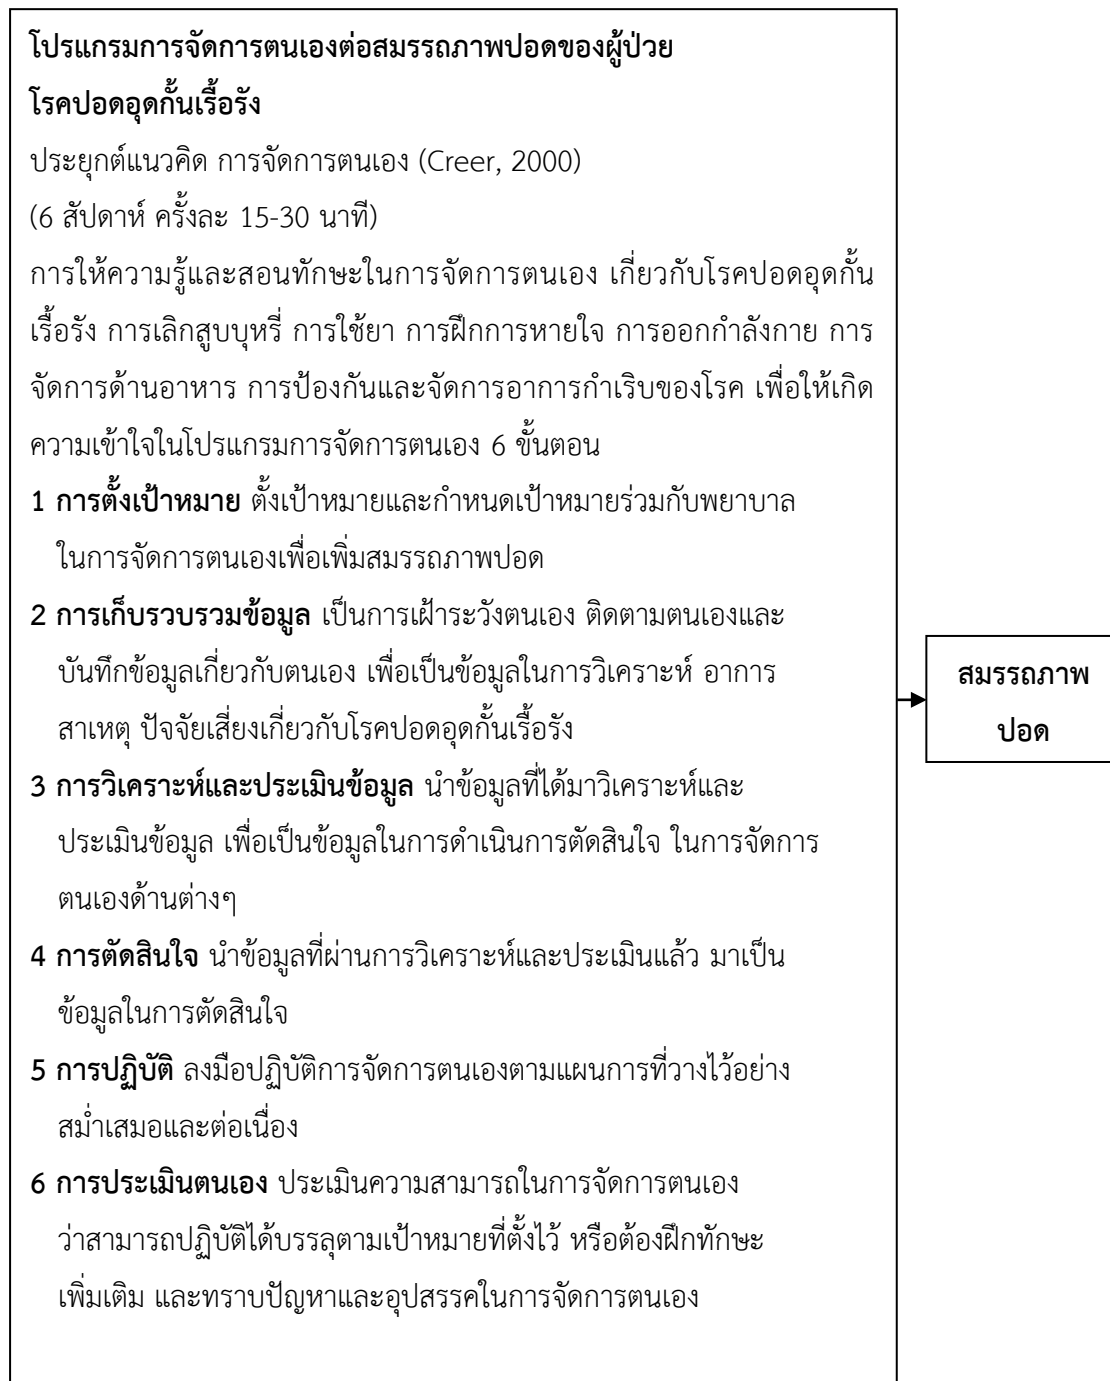 โปรแกรมการจัดการตนเองต่อสมรรถภาพปอดของผู้ป่วย
โรคปอดอุดกั้นเรื้อรัง
ประยุกต์แนวคิด การจัดการตนเอง (Creer, 2000)
(6 สัปดาห์ ครั้งละ 15-30 นาที)
การให้ความรู้และสอนทักษะในการจัดการตนเอง เกี่ยวกับโรคปอดอุดกั้น
เรื้อรัง การเลิกสูบบุหรี่ การใช้ยา การฝึกการหายใจ การออกกำลังกาย การ
จัดการด้านอาหาร การป้องกันและจัดการอาการกำเริบของโรค เพื่อให้เกิด
ความเข้าใจในโปรแกรมการจัดการตนเอง 6 ขั้นตอน
1 การตั้งเป้าหมาย ตั้งเป้าหมายและกำหนดเป้าหมายร่วมกับพยาบาล
ในการจัดการตนเองเพื่อเพิ่มสมรรถภาพปอด
2 การเก็บรวบรวมข้อมูล เป็นการเฝ้าระวังตนเอง ติดตามตนเองและ
บันทึกข้อมูลเกี่ยวกับตนเอง เพื่อเป็นข้อมูลในการวิเคราะห์ อาการ
สาเหตุ ปัจจัยเสี่ยงเกี่ยวกับโรคปอดอุดกั้นเรื้อรัง
3 การวิเคราะห์และประเมินข้อมูล นำข้อมูลที่ได้มาวิเคราะห์และ
ประเมินข้อมูล เพื่อเป็นข้อมูลในการดำเนินการตัดสินใจ ในการจัดการ
ตนเองด้านต่างๆ
4 การตัดสินใจ นำข้อมูลที่ผ่านการวิเคราะห์และประเมินแล้ว มาเป็น
ข้อมูลในการตัดสินใจ
5 การปฏิบัติ ลงมือปฏิบัติการจัดการตนเองตามแผนการที่วางไว้อย่าง
สม่ำเสมอและต่อเนื่อง
6 การประเมินตนเอง ประเมินความสามารถในการจัดการตนเอง
ว่าสามารถปฏิบัติได้บรรลุตามเป้าหมายที่ตั้งไว้ หรือต้องฝึกทักษะ
เพิ่มเติม และทราบปัญหาและอุปสรรคในการจัดการตนเอง
สมรรถภาพ
ปอด